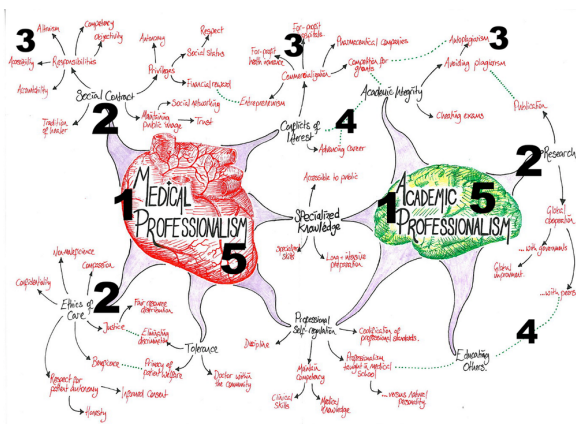 3
Altruism
Competency
Objectivity
Accessibility
Responsibilities
Accountability
Social Contract
2
Tradition
of healer
Autonomy
Respect
Social Status
Privileges
Financial reward
Social networking
Maintaining
public image
Trust
3
For-profit
hospitals
For-profit
health insurance
Pharmaceutical companies
Commercialization
Competition for
grants
Entrepreneurism
4
Conflicts of
Interest
Advancing career
Autoplagiarism
3
Avoiding plagiarism
Academic Integrity
Cheating exams
Publication
2
Research
Global
cooperation
...with governments
Global
improvement
...with peers
4
1
MEDICAL
PROFESSIONALISM
5
Accessible to public
Specialized
Knowledge
Specialized
skills
Long + intensive
preparation
1
ACADEMIC
PROFESSIONALISM
5
Nonmaleficence
Compassion
Confidentiality
2
Ethics of
Care
Fair resource
distribution
Justice
Eliminating
discrimination
Tolerance
Beneficence
Primacy of
patient welfare
Doctor within
the community
Respect for
patient autonomy
Informed Consent
Honesty
Professional
Self-regulation
Discipline
Codification of
professional standards
Professionalism
taught in medical
school
...versus natural
personality
Maintain
competency
Clinical
Skills
Medical
Knowledge
Educating
Others